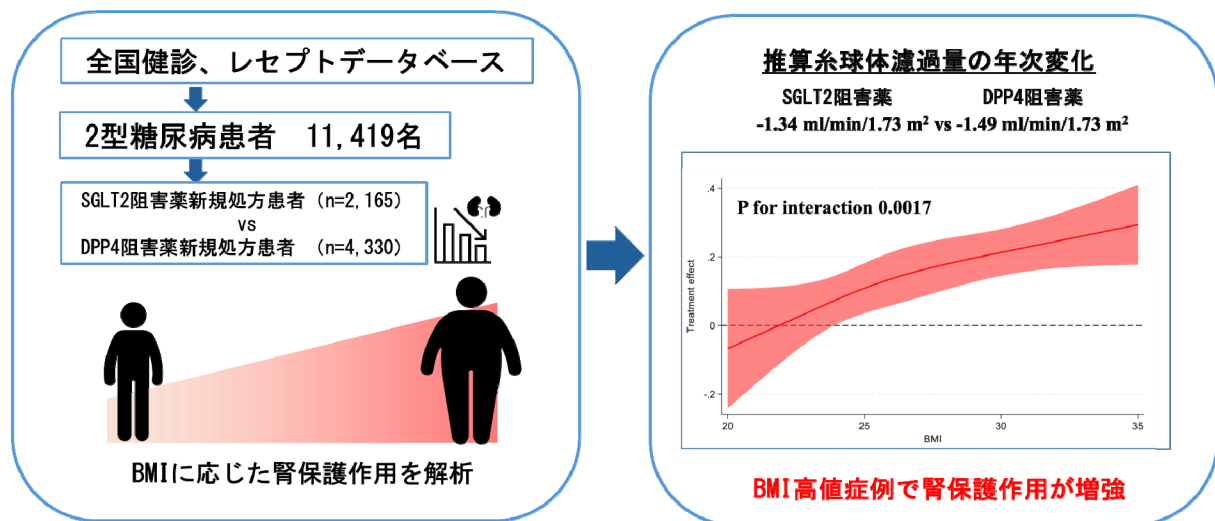 全国健診、レセプトデータベース
2型糖尿病患者　11,419名
SGLT2阻害薬新規処方患者（n=2,165）
VS
DPP4阻害薬新規処方患者　（n=4,330）
BMIに応じた腎保護作用を解析
推算糸球体濾過量の年次変化
SGLT2阻害薬　DPP4阻害薬
-1.34 ml/min/1.73 m² vs -1.49 ml/min/1.73 m²
P for interaction 0.0017
Treatment effect
.4
.2
0
-.2
20 25 30 35
BMI
BMI高値症例で腎保護作用が増強